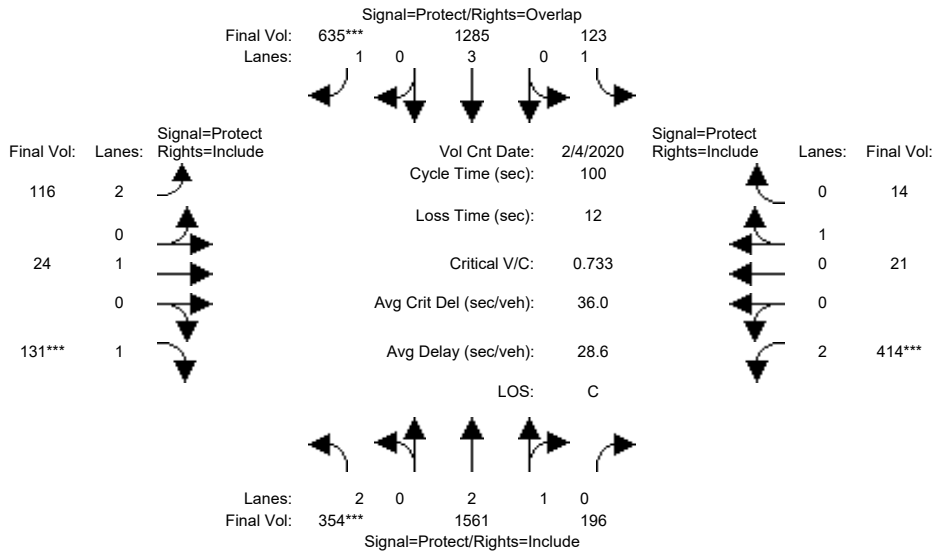 Signal=Protect/Rights=Overlap
Final Vol: 635*** 1285 123
Lanes: 1 0 3 0 1
Signal=Protect Signal=Protect
Final Vol: Lanes: Rights=Include Vol Cnt Date: 2/4/2020 Rights=Include Lanes: Final Vol:
Cycle Time (sec): 100
116 2 0 14
Loss Time (sec): 12
0 1
24 1 Critical V/C: 0.733 0 21
0 Avg Crit Del (sec/veh): 36.0 0
131*** 1 Avg Delay (sec/veh): 28.6 2 414***
LOS: C
Lanes: 2 0 2 1 0
Final Vol: 354*** 1561 196
Signal=Protect/Rights=Include